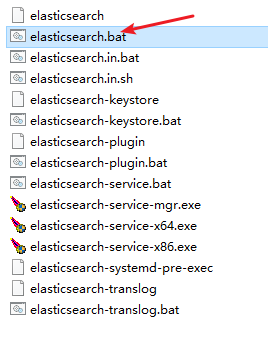 elasticsearch
elasticsearch.bat
elasticsearch.in.bat
elasticsearch.in.sh
elasticsearch-keystore
elasticsearch-keystore.bat
elasticsearch-plugin
elasticsearch-plugin.bat
elasticsearch-service.bat
elasticsearch-service-mgr.exe
elasticsearch-service-x64.exe
elasticsearch-service-x86.exe
elasticsearch-systemd-pre-exec
elasticsearch-translog
elasticsearch-translog.bat